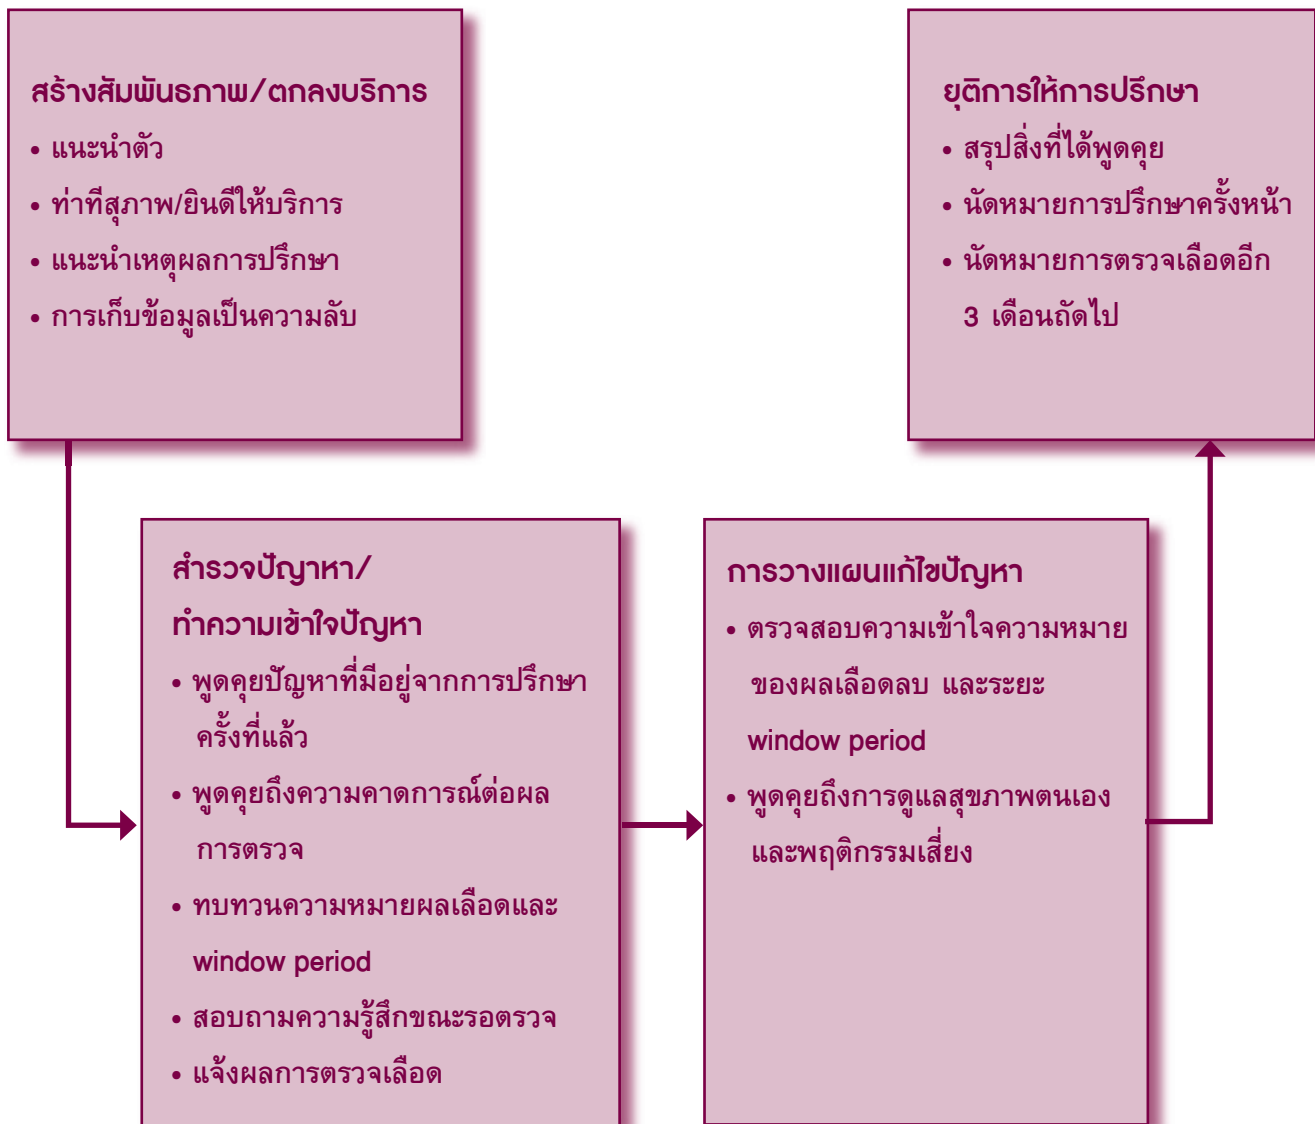 สร้างสัมพันธภาพ/ตกลงบริการ
• แนะนำตัว
• ท่าทีสุภาพ/ยินดีให้บริการ
• แนะนำเหตุผลการปรึกษา
• การเก็บข้อมูลเป็นความลับ
สำรวจปัญาหา/
ทำความเข้าใจปัญหา
• พูดคุยปัญหาที่มีอยู่จากการปรึกษา
ครั้งที่แล้ว
• พูดคุยถึงความคาดการณ์ต่อผล
การตรวจ
• ทบทวนความหมายผลเลือดและ
window period
• สอบถามความรู้สึกขณะรอตรวจ
• แจ้งผลการตรวจเลือด
การวางแผนแก้ไขปัญหา
• ตรวจสอบความเข้าใจความหมาย
ของผลเลือดลบ และระยะ
window period
• พูดคุยถึงการดูแลสุขภาพตนเอง
และพฤติกรรมเสี่ยง
ยุติการให้การปรึกษา
• สรุปสิ่งที่ได้พูดคุย
• นัดหมายการปรึกษาครั้งหน้า
• นัดหมายการตรวจเลือดอีก
3 เดือนถัดไป